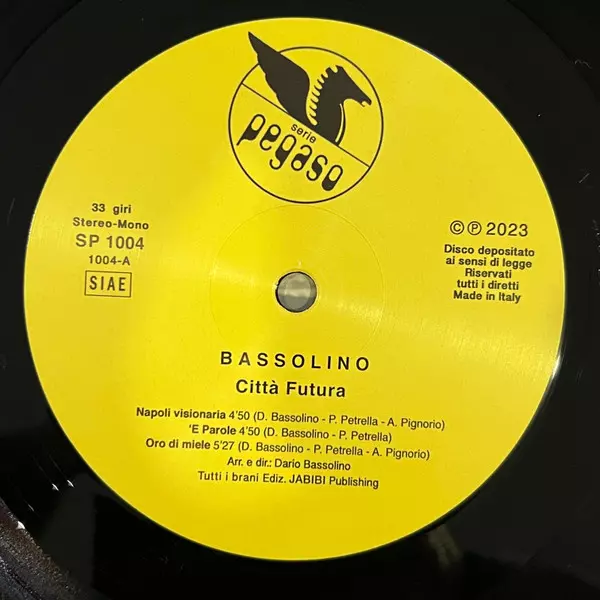 serie
pegaso
33 giri
Stereo-Mono
SP 1004
1004-A
SIAE
© ℗ 2023
Disco depositato
ai sensi di legge
Riservati
tutti i diretti
Made in Italy
BASSOLINO
Città Futura
Napoli visionaria 4'50 (D. Bassolino - P. Petrella - A. Pignorio)
'E Parole 4'50 (D. Bassolino - P. Petrella)
Oro di miele 5'27 (D. Bassolino - P. Petrella - A. Pignorio)
Arr. e dir.: Dario Bassolino
Tutti i brani Ediz. JABIBI Publishing